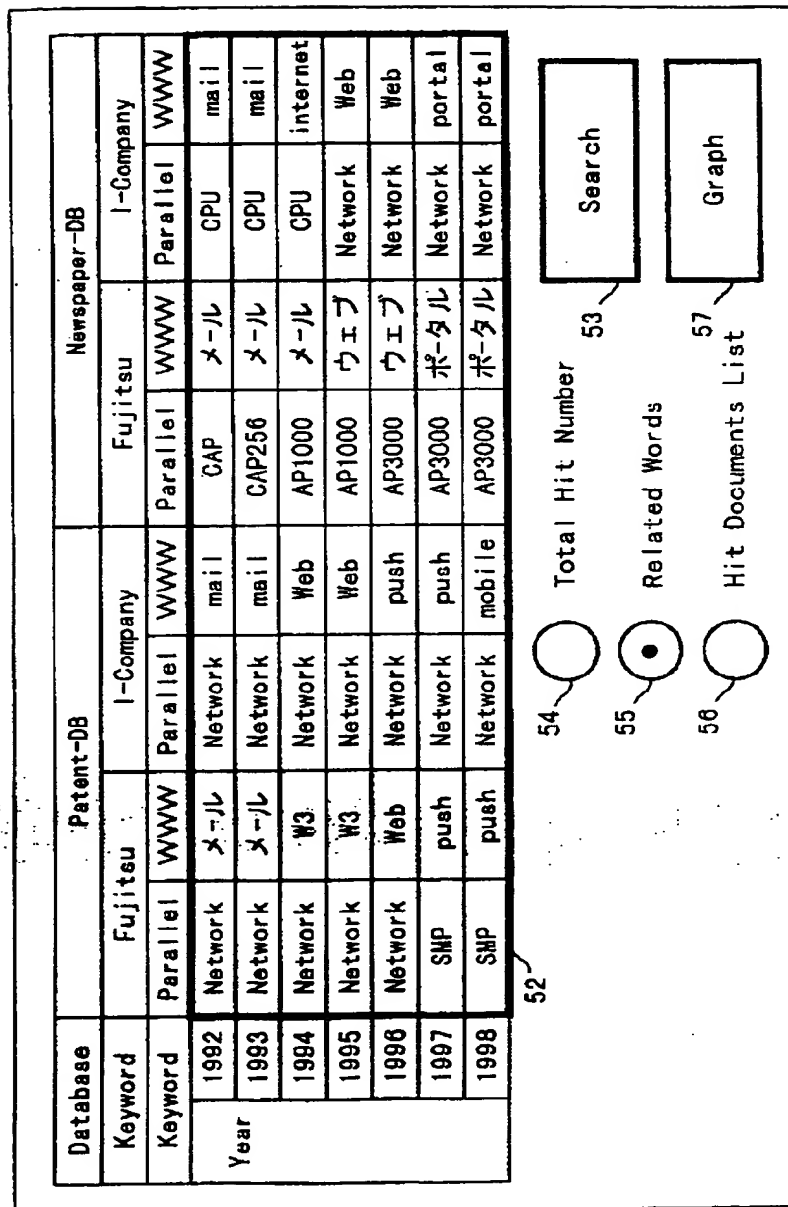 Database Patent-DB Newspaper-DB
Keyword Fujitsu I-Company Fujitsu I-Company
Keyword Parallel WWW Parallel WWW Parallel WWW Parallel WWW
Year
1992 Network メール Network mail CAP メール CPU mail
1993 Network メール Network mail CAP256 メール CPU mail
1994 Network W3 Network Web AP1000 メール CPU internet
1995 Network W3 Network Web AP1000 ウェブ Network Web
1996 Network Web Network push AP3000 ウェブ Network Web
1997 SMP push Network push AP3000 ポータル Network portal
1998 SMP push Network mobile AP3000 ポータル Network portal
52
54 Total Hit Number
55 Related Words
56 Hit Documents List
53 Search
57 Graph